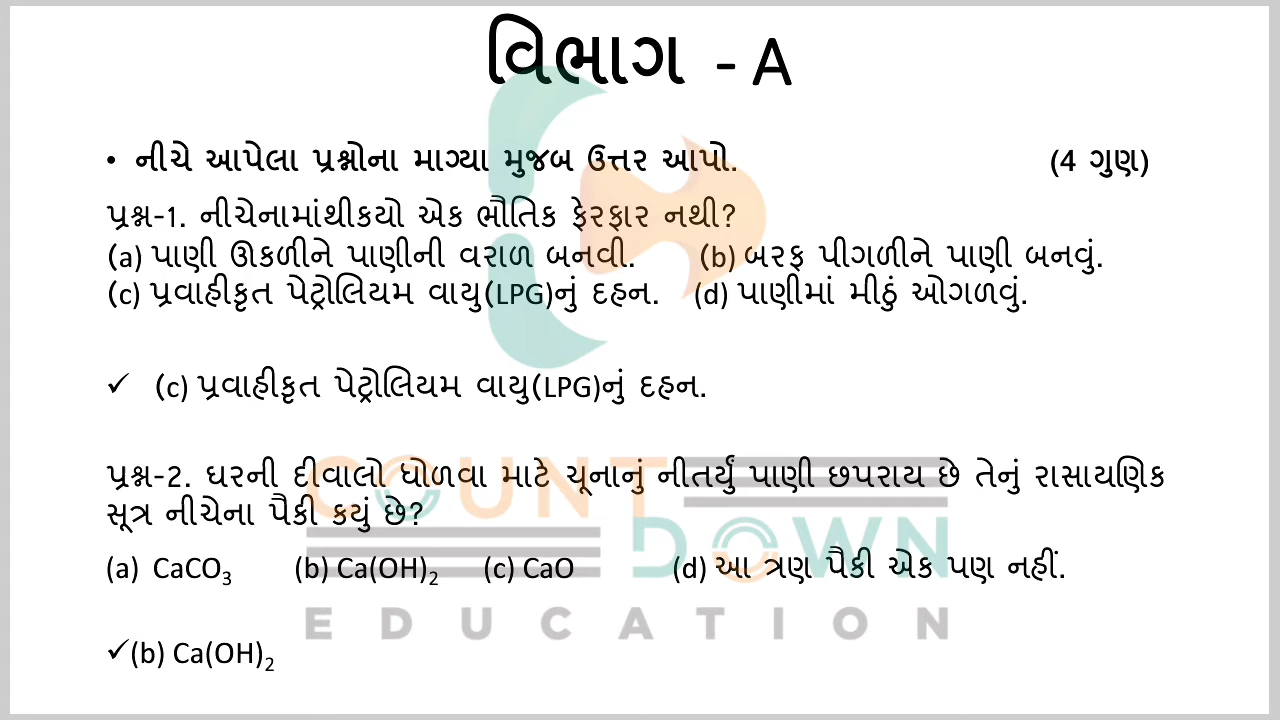 વિભાગ - A
• નીચે આપેલા પ્રશ્નોના માગ્યા મુજબ ઉત્તર આપો. (4 ગુણ)
પ્રશ્ન-1. નીચેનામાંથીકયો એક ભૌતિક ફેરફાર નથી?
(a) પાણી ઊકળીને પાણીની વરાળ બનવી. (b) બરફ પીગળીને પાણી બનવું.
(c) પ્રવાહીકૃત પેટ્રોલિયમ વાયુ(LPG)નું દહન. (d) પાણીમાં મીઠું ઓગળવું.
✓ (c) પ્રવાહીકૃત પેટ્રોલિયમ વાયુ(LPG)નું દહન.
પ્રશ્ન-2. ઘરની દીવાલો ધોળવા માટે ચૂનાનું નીતર્યું પાણી છપરાય છે તેનું રાસાયણિક
સૂત્ર નીચેના પૈકી કયું છે?
(a) CaCO₃ (b) Ca(OH)₂ (c) CaO (d) આ ત્રણ પૈકી એક પણ નહીં.
✓(b) Ca(OH)₂
COUNT
DOWN
EDUCATION